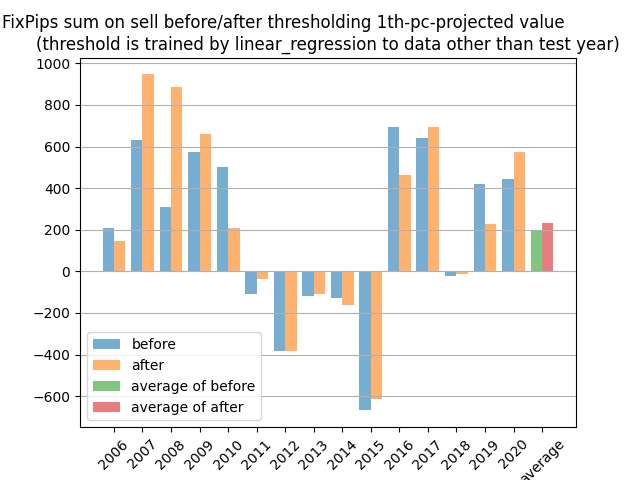 FixPips sum on sell before/after thresholding 1th-pc-projected value
(threshold is trained by linear_regression to data other than test year)
1000
800
600
400
200
0
−200
−400
−600
before
after
average of before
average of after
2006 2007 2008 2009 2010 2011 2012 2013 2014 2015 2016 2017 2018 2019 2020 average